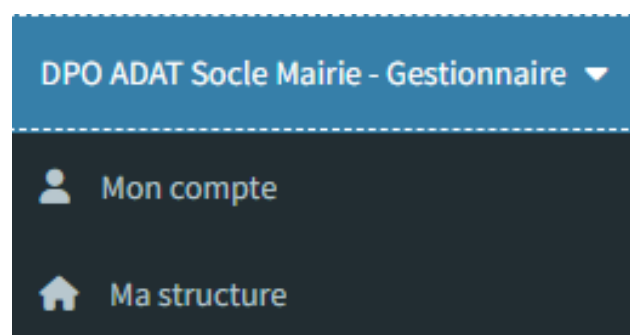 DPO ADAT Socle Mairie - Gestionnaire
Mon compte
Ma structure